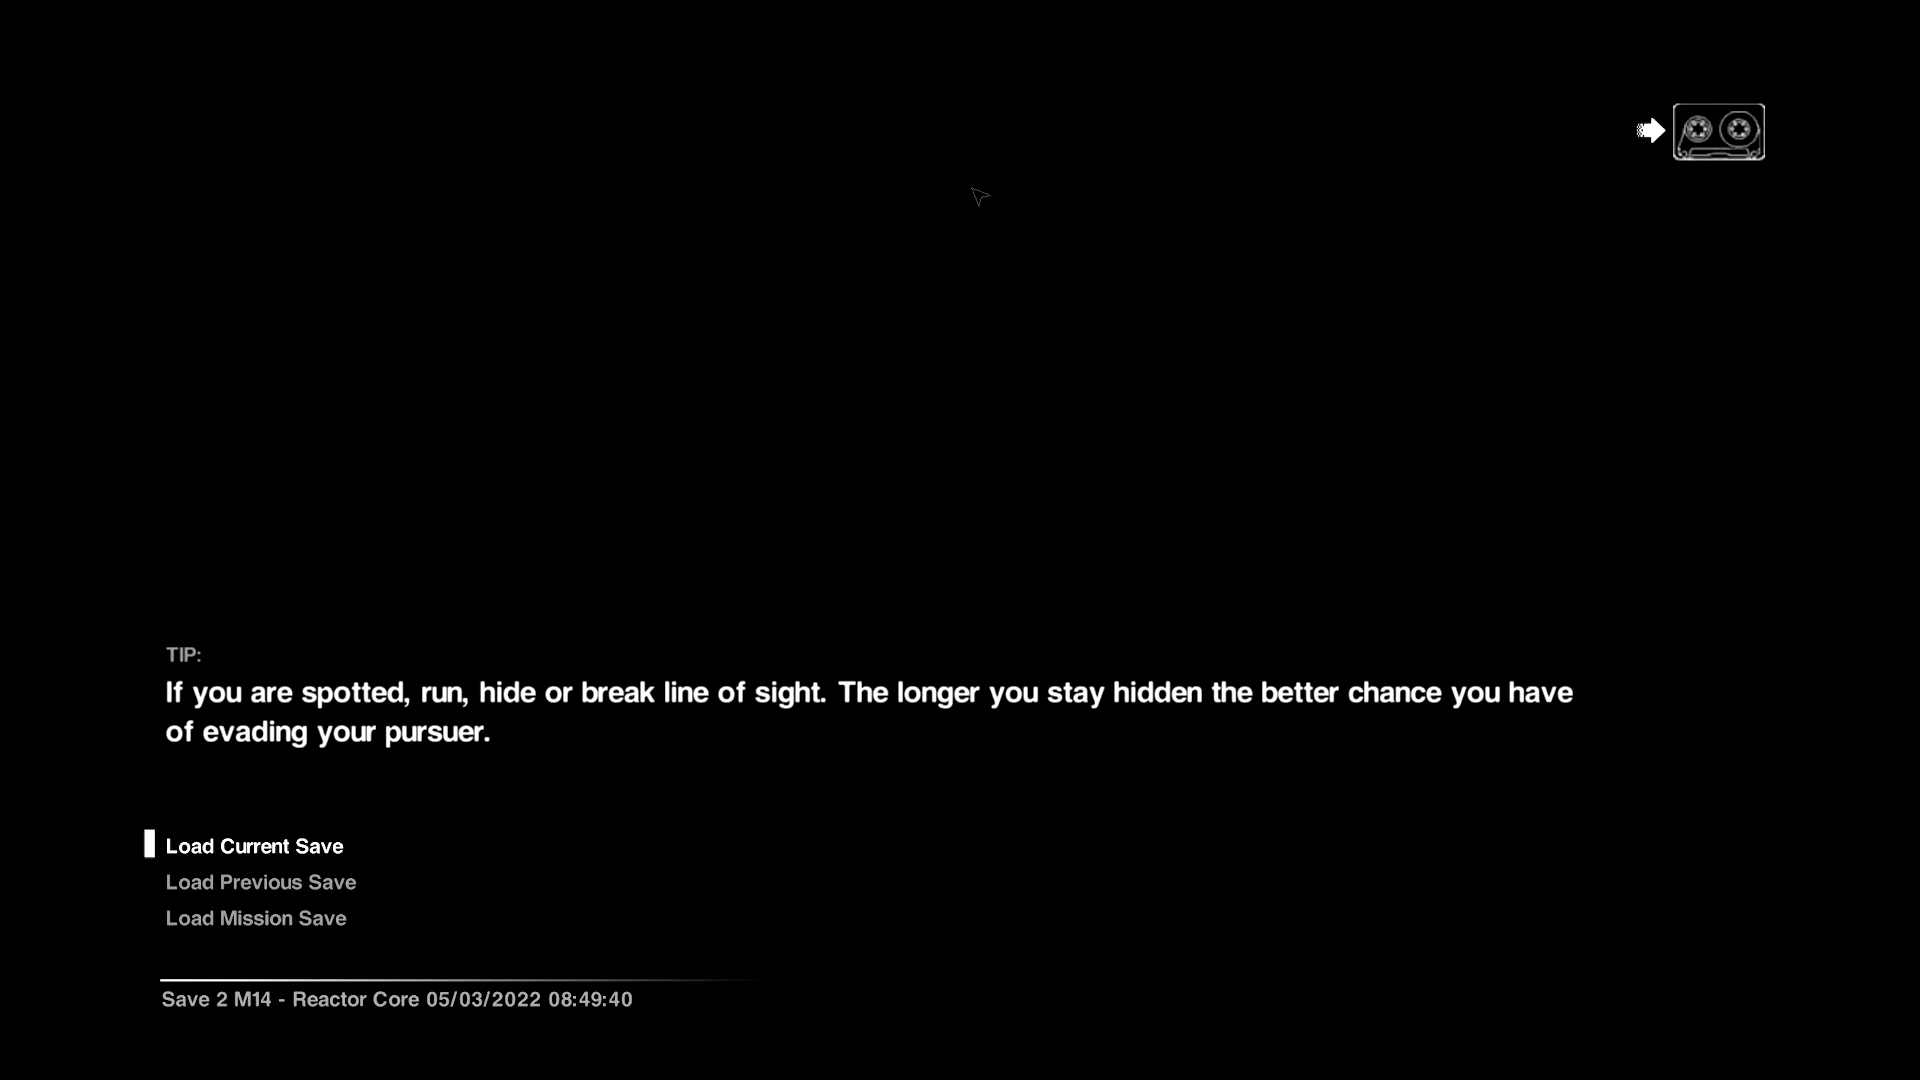 TIP:
If you are spotted, run, hide or break line of sight. The longer you stay hidden the better chance you have
of evading your pursuer.
Load Current Save
Load Previous Save
Load Mission Save
Save 2 M14 - Reactor Core 05/03/2022 08:49:40